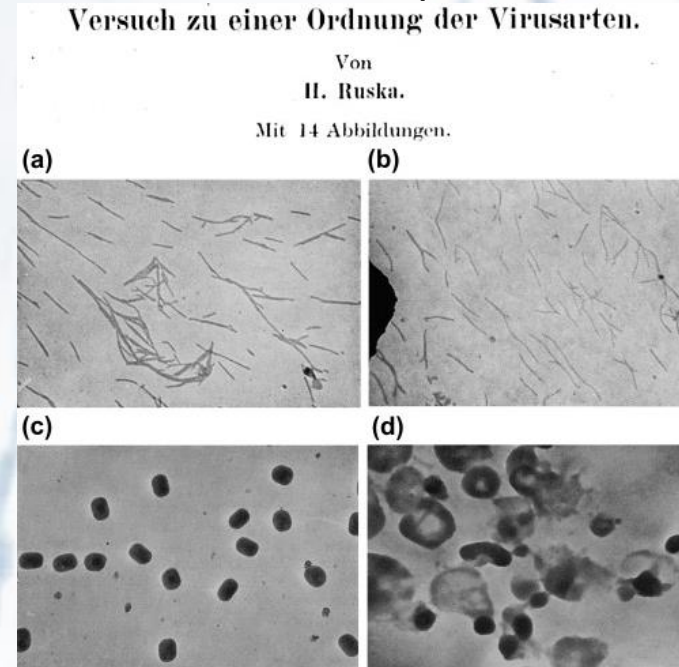 Versuch zu einer Ordnung der Virusarten.
Von
H. Ruska.
Mit 14 Abbildungen.
(a)
(b)
(c)
(d)